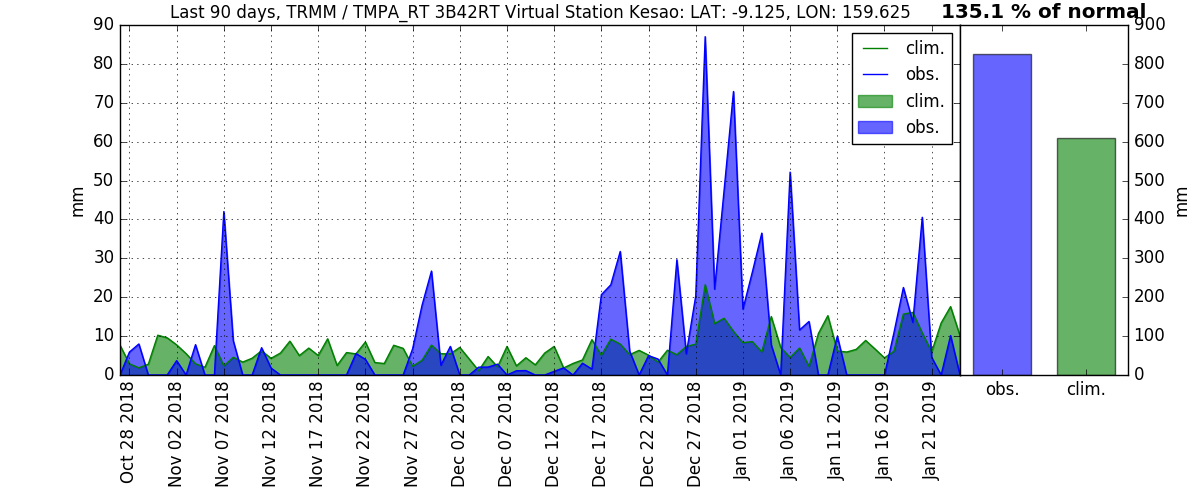 Last 90 days, TRMM / TMPA_RT 3B42RT Virtual Station Kesao: LAT: -9.125, LON: 159.625
135.1 % of normal
90
80
70
60
50
40
30
20
10
0
mm
clim.
obs.
clim.
obs.
900
800
700
600
500
400
300
200
100
0
mm
Oct 28 2018
Nov 02 2018
Nov 07 2018
Nov 12 2018
Nov 17 2018
Nov 22 2018
Nov 27 2018
Dec 02 2018
Dec 07 2018
Dec 12 2018
Dec 17 2018
Dec 22 2018
Dec 27 2018
Jan 01 2019
Jan 06 2019
Jan 11 2019
Jan 16 2019
Jan 21 2019
obs.
clim.